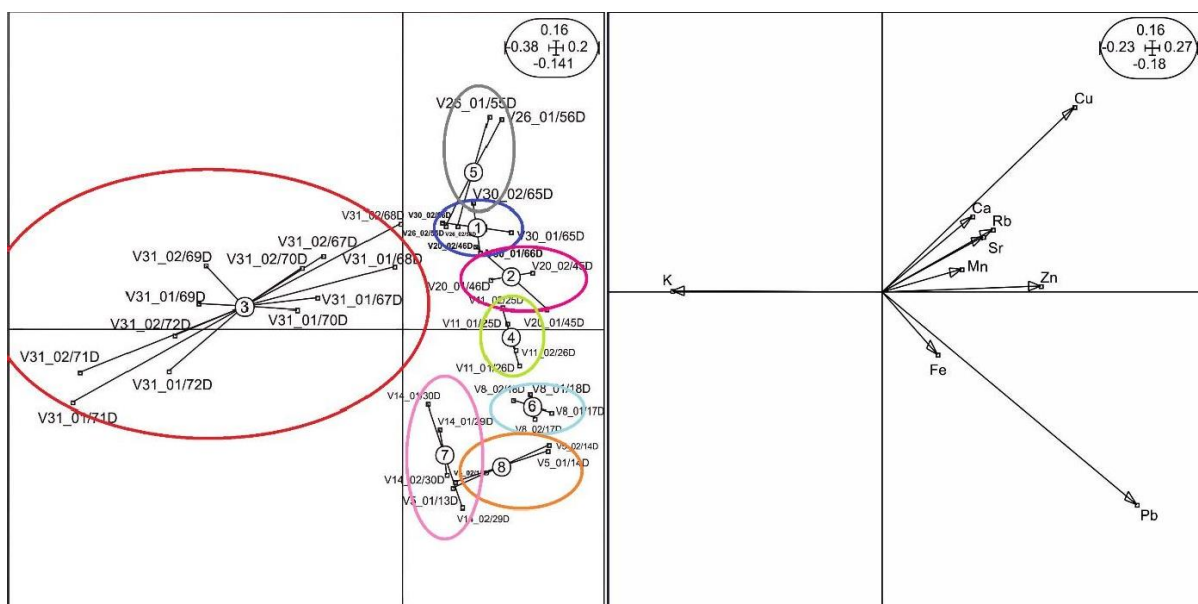 0.16
-0.38 0.2
-0.141
V26_01/55D
V26_01/56D
5
V30_02/65D
V31_02/68D
V30_02/66D
1
V30_01/65D
V20_02/46D
V31_02/67D
V31_02/69D
V31_02/70D
V31_01/68D
2
V20_02/45D
V20_01/46D
V31_01/69D
3
V31_01/67D
V31_01/70D
V11_02/25D
V20_01/45D
V31_02/72D
V11_01/25D
4
V11_02/26D
V31_02/71D
V31_01/72D
V11_01/26D
V31_01/71D
V14_01/30D
V8_02/18D
V8_01/18D
6
V8_01/17D
V8_02/17D
V14_01/29D
V5_02/14D
7
8
V5_01/14D
V14_02/30D
V5_01/13D
V14_02/29D
0.16
-0.23 0.27
-0.18
Cu
Ca
Rb
Sr
Mn
K
Zn
Fe
Pb